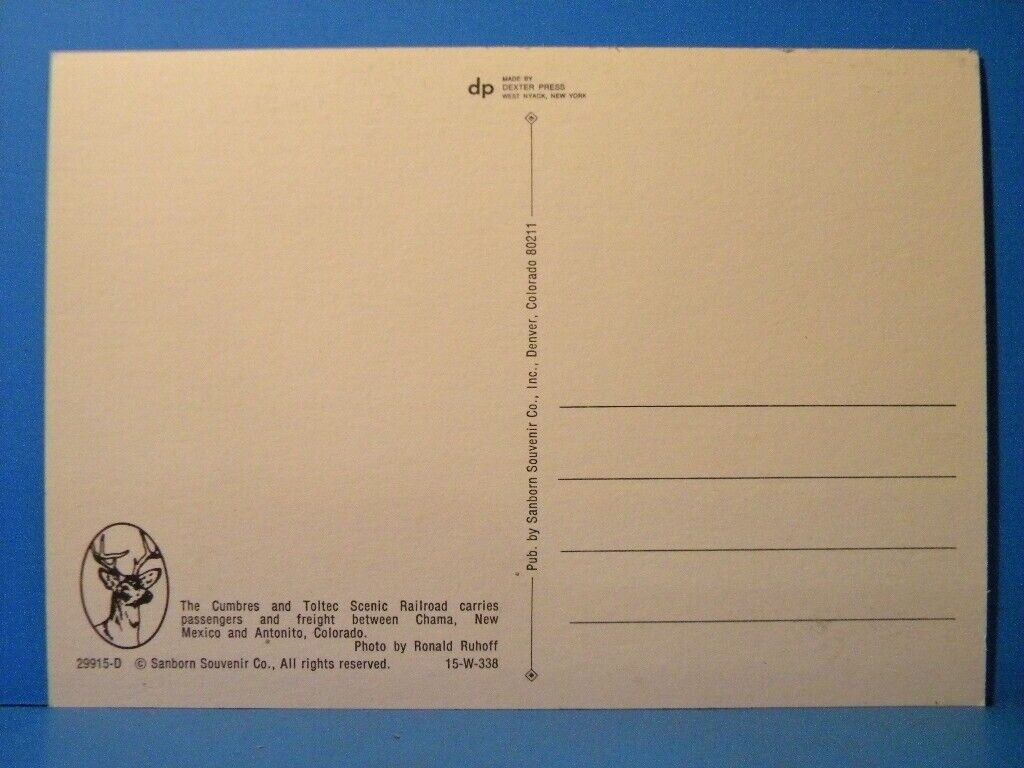 dp
MADE BY
DEXTER PRESS
WEST NYACK, NEW YORK
Pub. by Sanborn Souvenir Co., Inc., Denver, Colorado 80211
The Cumbres and Toltec Scenic Railroad carries
passengers and freight between Chama, New
Mexico and Antonito, Colorado.
Photo by Ronald Ruhoff
29915-D © Sanborn Souvenir Co., All rights reserved. 15-W-338